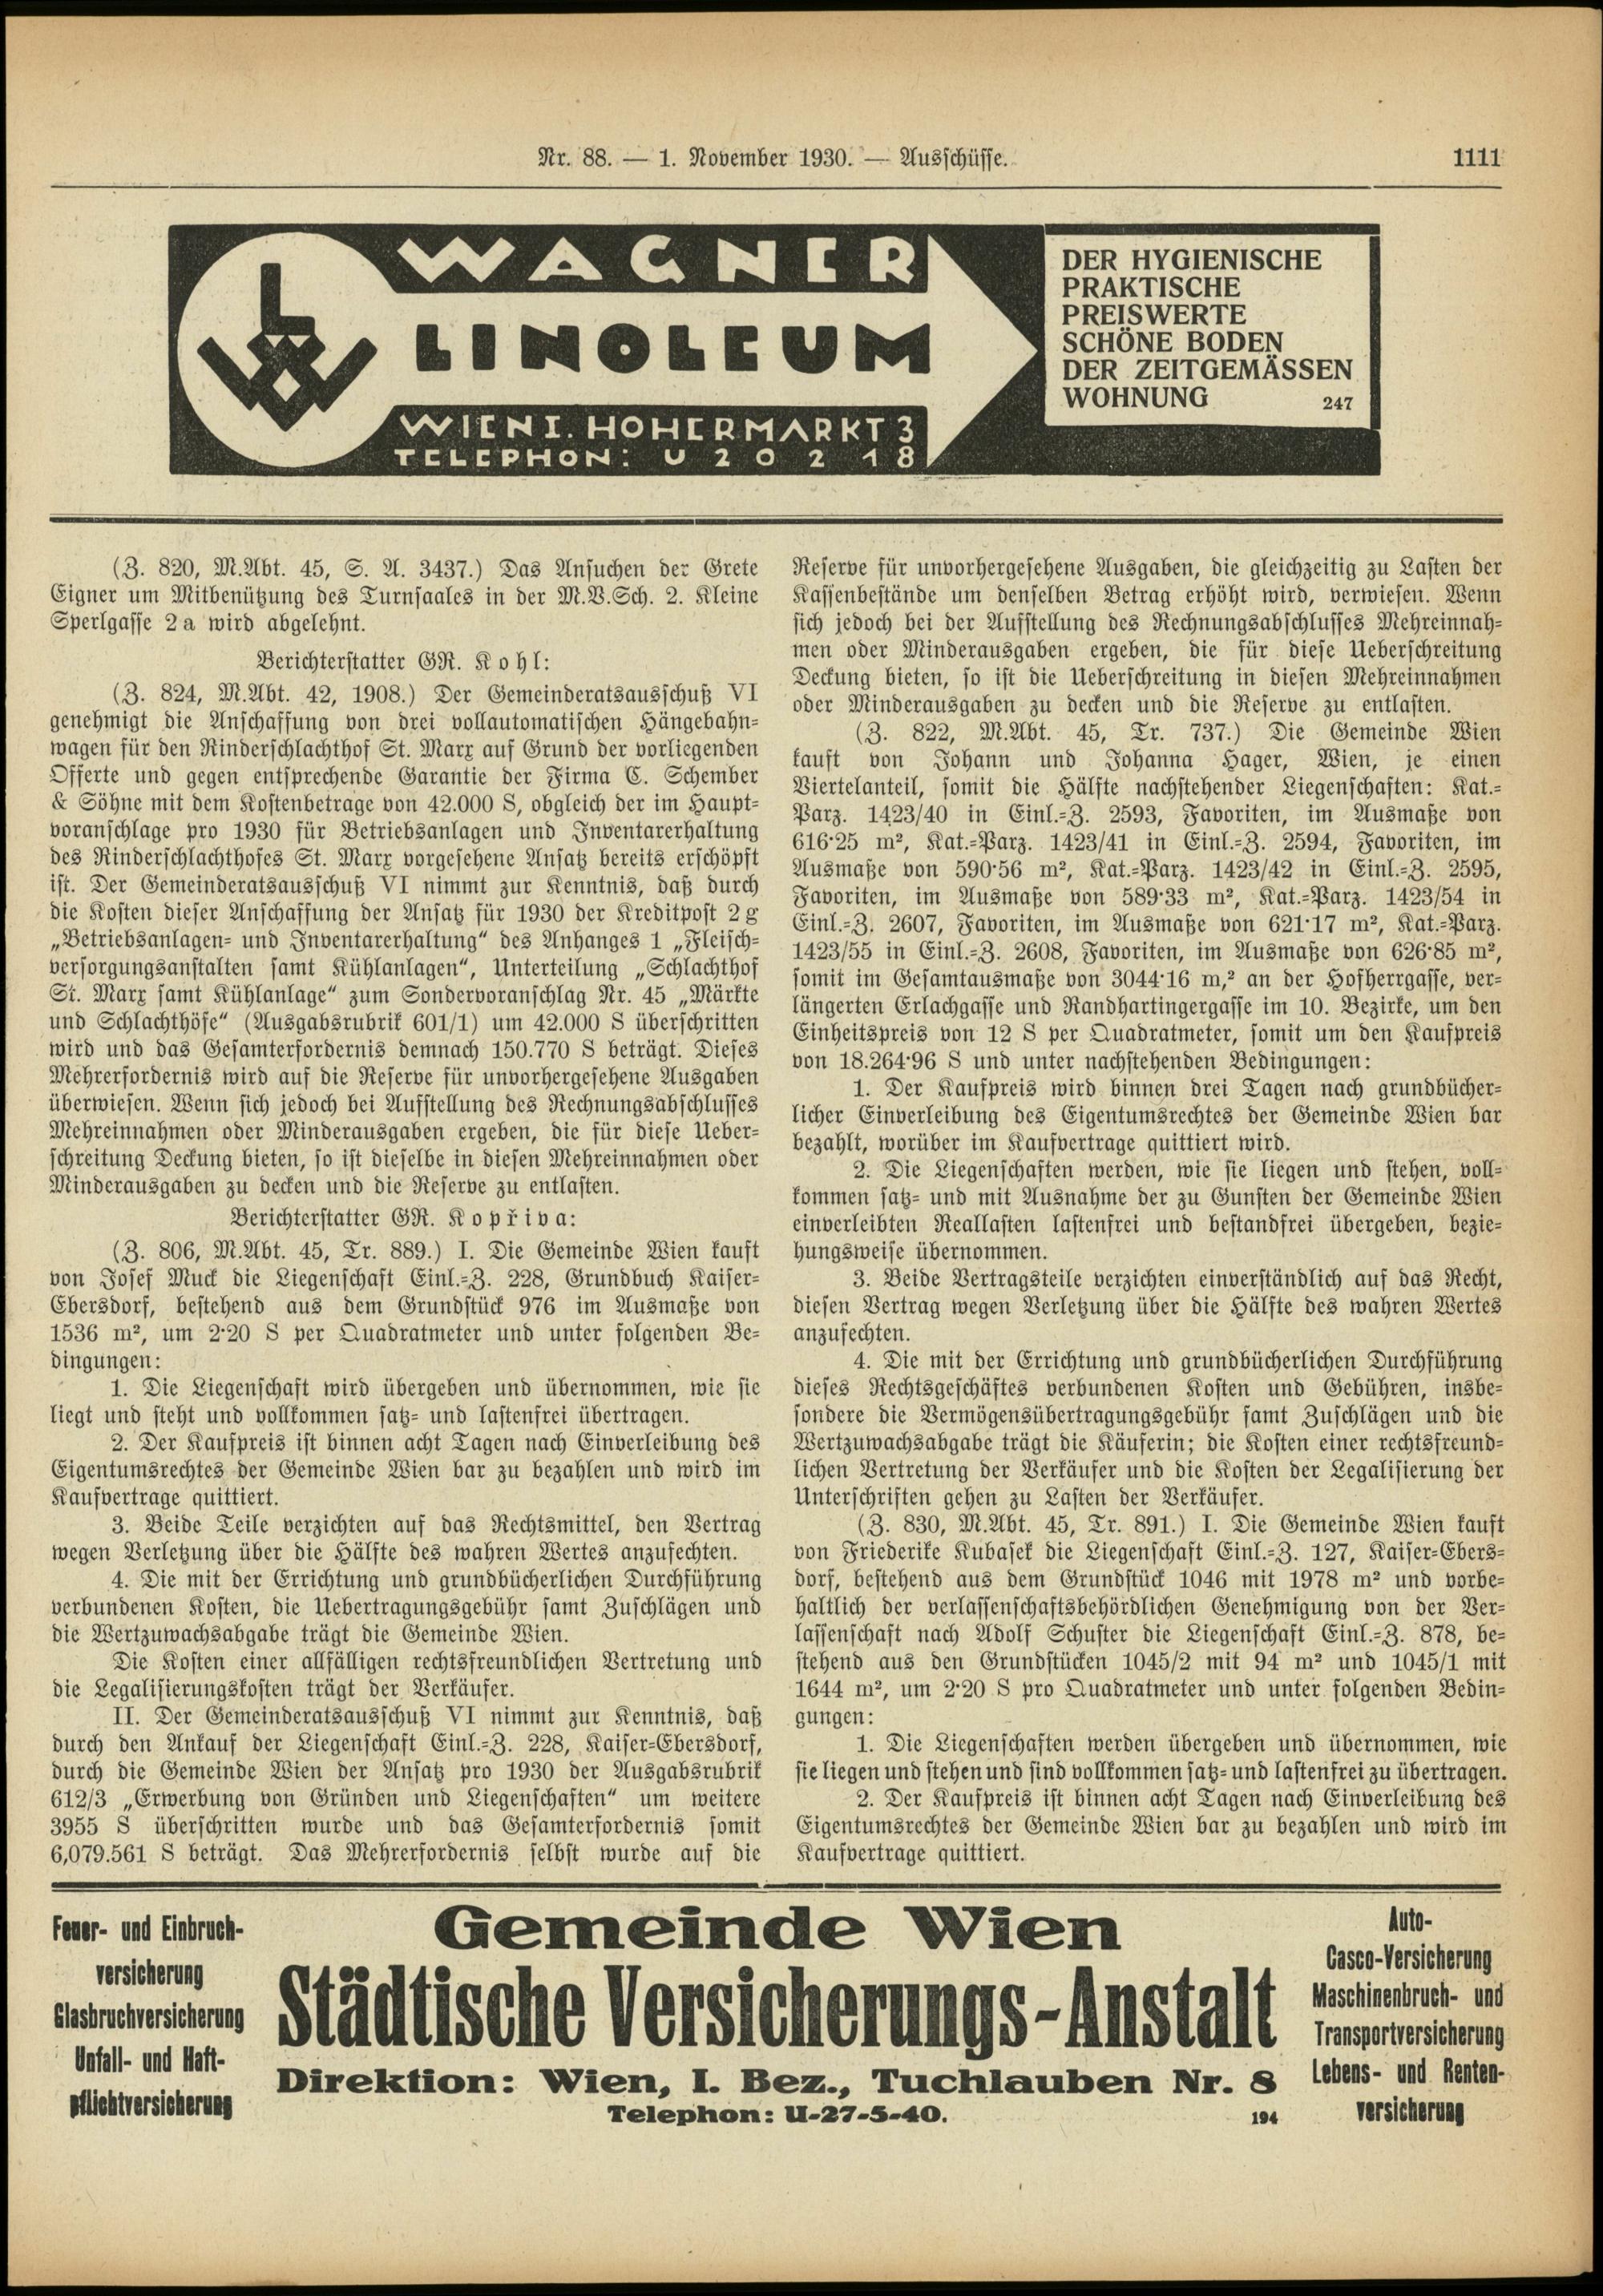 Nr. 88. — 1. November 1930. — Ausschüsse.
1111
WAGNER
LINOLEUM
WIEN I. HOHERMARKT 3
TELEPHON: U 20218
DER HYGIENISCHE
PRAKTISCHE
PREISWERTE
SCHÖNE BODEN
DER ZEITGEMÄSSEN
WOHNUNG 247
(Z. 820, M.Abt. 45, S. A. 3437.) Das Ansuchen der Grete
Eigner um Mitbenützung des Turnsaales in der M.V.Sch. 2. Kleine
Sperlgasse 2 a wird abgelehnt.
Berichterstatter GR. Kohl:
(Z. 824, M.Abt. 42, 1908.) Der Gemeinderatsausschuß VI
genehmigt die Anschaffung von drei vollautomatischen Hängebahn-
wagen für den Rinderschlachthof St. Marx auf Grund der vorliegenden
Offerte und gegen entsprechende Garantie der Firma C. Schember
& Söhne mit dem Kostenbetrage von 42.000 S, obgleich der im Haupt-
voranschlage pro 1930 für Betriebsanlagen und Inventarerhaltung
des Rinderschlachthofes St. Marx vorgesehene Ansatz bereits erschöpft
ist. Der Gemeinderatsausschuß VI nimmt zur Kenntnis, daß durch
die Kosten dieser Anschaffung der Ansatz für 1930 der Kreditpost 2 g
„Betriebsanlagen- und Inventarerhaltung“ des Anhanges 1 „Fleisch-
versorgungsanstalten samt Kühlanlagen“, Unterteilung „Schlachthof
St. Marx samt Kühlanlage“ zum Sondervoranschlag Nr. 45 „Märkte
und Schlachthöfe“ (Ausgabsrubrik 601/1) um 42.000 S überschritten
wird und das Gesamterfordernis demnach 150.770 S beträgt. Dieses
Mehrerfordernis wird auf die Reserve für unvorhergesehene Ausgaben
überwiesen. Wenn sich jedoch bei Aufstellung des Rechnungsabschlusses
Mehreinnahmen oder Minderausgaben ergeben, die für diese Ueber-
schreitung Deckung bieten, so ist dieselbe in diesen Mehreinnahmen oder
Minderausgaben zu decken und die Reserve zu entlasten.
Berichterstatter GR. Kopřiva:
(Z. 806, M.Abt. 45, Tr. 889.) I. Die Gemeinde Wien kauft
von Josef Muck die Liegenschaft Einl.-Z. 228, Grundbuch Kaiser-
Ebersdorf, bestehend aus dem Grundstück 976 im Ausmaße von
1536 m², um 2·20 S per Quadratmeter und unter folgenden Be-
dingungen:
1. Die Liegenschaft wird übergeben und übernommen, wie sie
liegt und steht und vollkommen satz- und lastenfrei übertragen.
2. Der Kaufpreis ist binnen acht Tagen nach Einverleibung des
Eigentumsrechtes der Gemeinde Wien bar zu bezahlen und wird im
Kaufvertrage quittiert.
3. Beide Teile verzichten auf das Rechtsmittel, den Vertrag
wegen Verletzung über die Hälfte des wahren Wertes anzufechten.
4. Die mit der Errichtung und grundbücherlichen Durchführung
verbundenen Kosten, die Uebertragungsgebühr samt Zuschlägen und
die Wertzuwachsabgabe trägt die Gemeinde Wien.
Die Kosten einer allfälligen rechtsfreundlichen Vertretung und
die Legalisierungskosten trägt der Verkäufer.
II. Der Gemeinderatsausschuß VI nimmt zur Kenntnis, daß
durch den Ankauf der Liegenschaft Einl.-Z. 228, Kaiser-Ebersdorf,
durch die Gemeinde Wien der Ansatz pro 1930 der Ausgabsrubrik
612/3 „Erwerbung von Gründen und Liegenschaften“ um weitere
3955 S überschritten wurde und das Gesamterfordernis somit
6,079.561 S beträgt. Das Mehrerfordernis selbst wurde auf die
Reserve für unvorhergesehene Ausgaben, die gleichzeitig zu Lasten der
Kassenbestände um denselben Betrag erhöht wird, verwiesen. Wenn
sich jedoch bei der Aufstellung des Rechnungsabschlusses Mehreinnah-
men oder Minderausgaben ergeben, die für diese Ueberschreitung
Deckung bieten, so ist die Ueberschreitung in diesen Mehreinnahmen
oder Minderausgaben zu decken und die Reserve zu entlasten.
(Z. 822, M.Abt. 45, Tr. 737.) Die Gemeinde Wien
kauft von Johann und Johanna Hager, Wien, je einen
Viertelanteil, somit die Hälfte nachstehender Liegenschaften: Kat.-
Parz. 1423/40 in Einl.-Z. 2593, Favoriten, im Ausmaße von
616·25 m², Kat.-Parz. 1423/41 in Einl.-Z. 2594, Favoriten, im
Ausmaße von 590·56 m², Kat.-Parz. 1423/42 in Einl.-Z. 2595,
Favoriten, im Ausmaße von 589·33 m², Kat.-Parz. 1423/54 in
Einl.-Z. 2607, Favoriten, im Ausmaße von 621·17 m², Kat.-Parz.
1423/55 in Einl.-Z. 2608, Favoriten, im Ausmaße von 626·85 m²,
somit im Gesamtausmaße von 3044·16 m,² an der Hofherrgasse, ver-
längerten Erlachgasse und Randhartingergasse im 10. Bezirke, um den
Einheitspreis von 12 S per Quadratmeter, somit um den Kaufpreis
von 18.264·96 S und unter nachstehenden Bedingungen:
1. Der Kaufpreis wird binnen drei Tagen nach grundbücher-
licher Einverleibung des Eigentumsrechtes der Gemeinde Wien bar
bezahlt, worüber im Kaufvertrage quittiert wird.
2. Die Liegenschaften werden, wie sie liegen und stehen, voll-
kommen satz- und mit Ausnahme der zu Gunsten der Gemeinde Wien
einverleibten Reallasten lastenfrei und bestandfrei übergeben, bezie-
hungsweise übernommen.
3. Beide Vertragsteile verzichten einverständlich auf das Recht,
diesen Vertrag wegen Verletzung über die Hälfte des wahren Wertes
anzufechten.
4. Die mit der Errichtung und grundbücherlichen Durchführung
dieses Rechtsgeschäftes verbundenen Kosten und Gebühren, insbe-
sondere die Vermögensübertragungsgebühr samt Zuschlägen und die
Wertzuwachsabgabe trägt die Käuferin; die Kosten einer rechtsfreund-
lichen Vertretung der Verkäufer und die Kosten der Legalisierung der
Unterschriften gehen zu Lasten der Verkäufer.
(Z. 830, M.Abt. 45, Tr. 891.) I. Die Gemeinde Wien kauft
von Friederike Kubasek die Liegenschaft Einl.-Z. 127, Kaiser-Ebers-
dorf, bestehend aus dem Grundstück 1046 mit 1978 m² und vorbe-
haltlich der verlassenschaftsbehördlichen Genehmigung von der Ver-
lassenschaft nach Adolf Schuster die Liegenschaft Einl.-Z. 878, be-
stehend aus den Grundstücken 1045/2 mit 94 m² und 1045/1 mit
1644 m², um 2·20 S pro Quadratmeter und unter folgenden Bedin-
gungen:
1. Die Liegenschaften werden übergeben und übernommen, wie
sie liegen und stehen und sind vollkommen satz- und lastenfrei zu übertragen.
2. Der Kaufpreis ist binnen acht Tagen nach Einverleibung des
Eigentumsrechtes der Gemeinde Wien bar zu bezahlen und wird im
Kaufvertrage quittiert.
Feuer- und Einbruch-
versicherung
Glasbruchversicherung
Unfall- und Haft-
pflichtversicherung
Gemeinde Wien
Städtische Versicherungs-Anstalt
Direktion: Wien, I. Bez., Tuchlauben Nr. 8
Telephon: U-27-5-40.
194
Auto-
Casco-Versicherung
Maschinenbruch- und
Transportversicherung
Lebens- und Renten-
versicherung